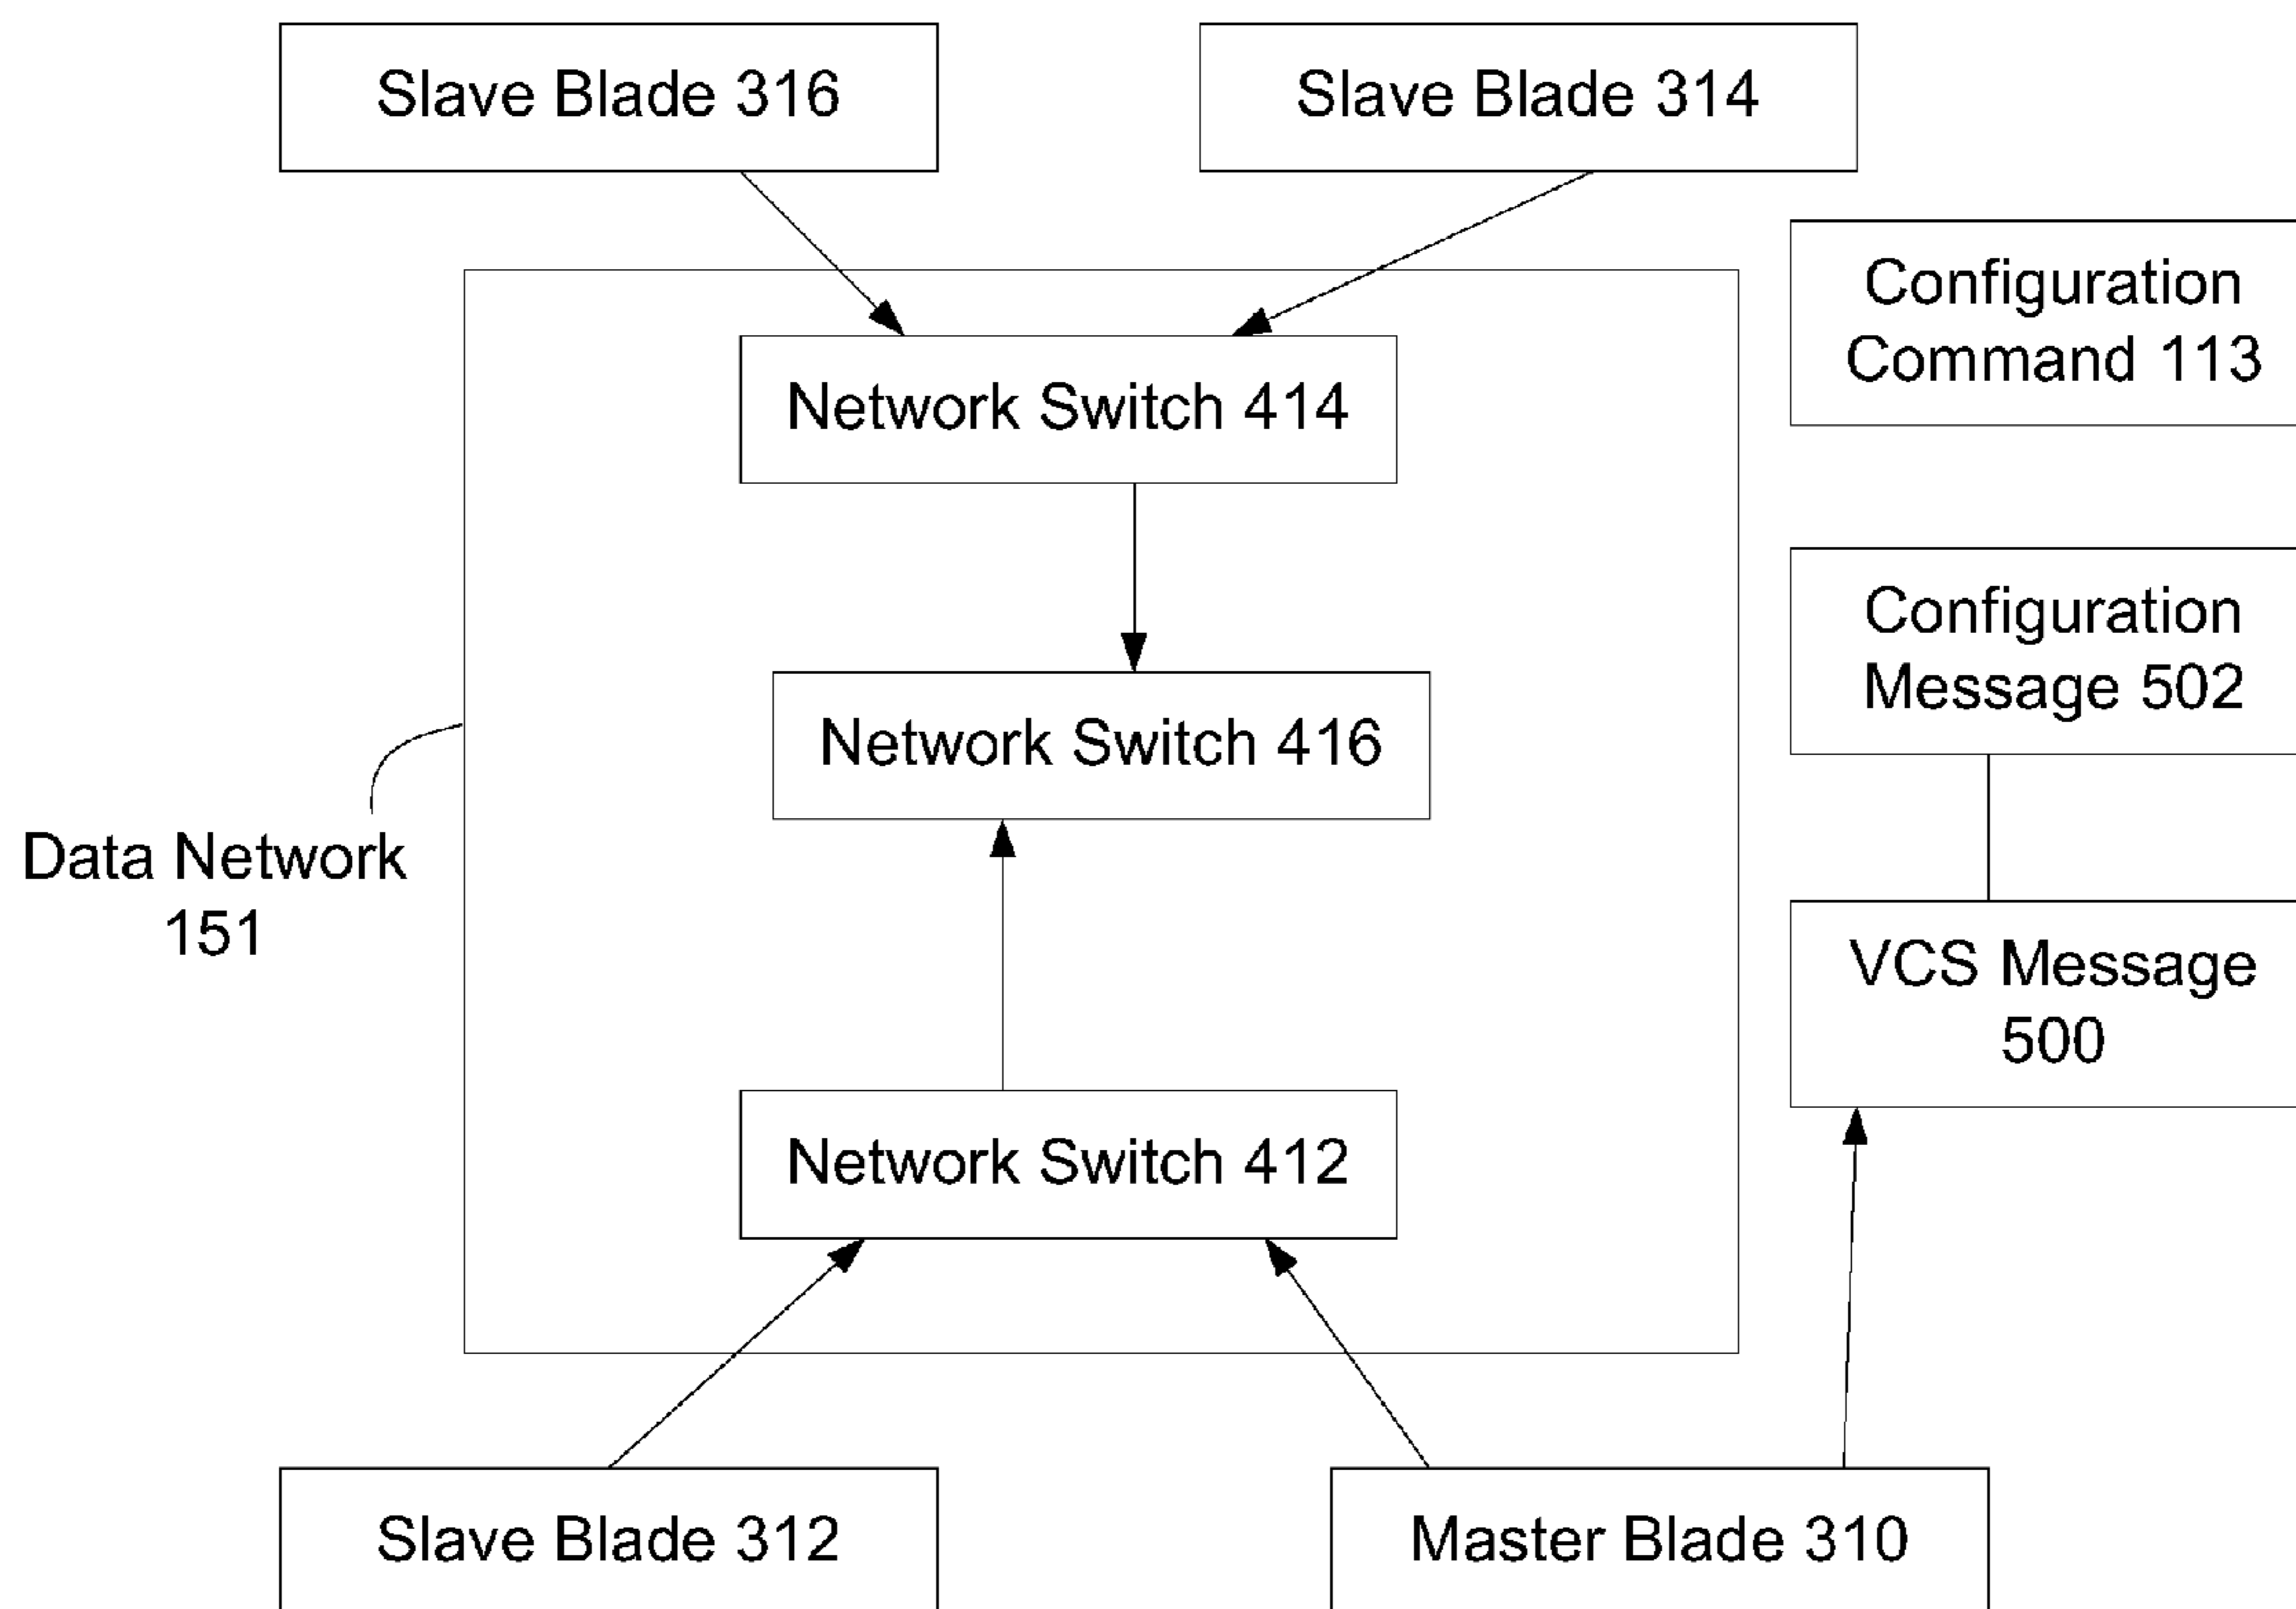 Slave Blade 316
Slave Blade 314
Configuration
Command 113
Network Switch 414
Configuration
Message 502
Network Switch 416
Data Network
151
VCS Message
500
Network Switch 412
Slave Blade 312
Master Blade 310